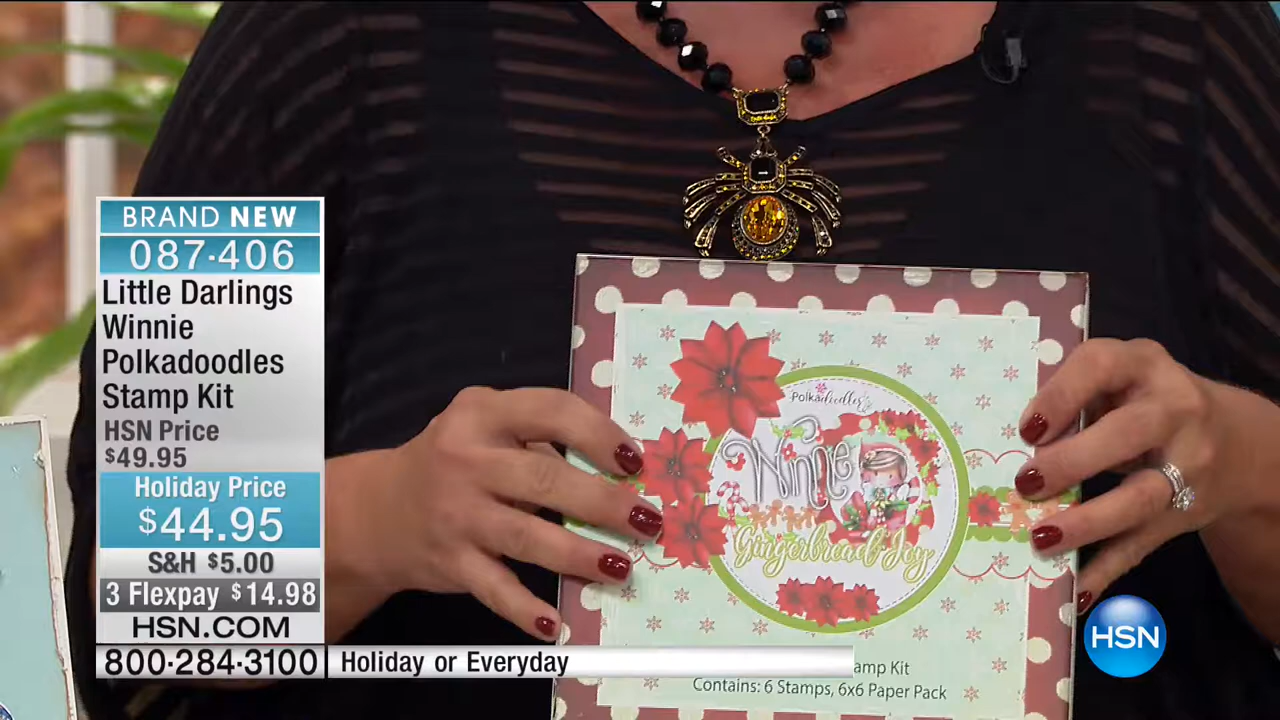 BRAND NEW
087·406
Little Darlings
Winnie
Polkadoodles
Stamp Kit
HSN Price
$49.95
Holiday Price
$44.95
S&H $5.00
3 Flexpay $14.98
HSN.COM
800·284·3100
Holiday or Everyday
Polkadoodles
Winnie
Gingerbread Joy
amp Kit
Contains: 6 Stamps, 6x6 Paper Pack
HSN